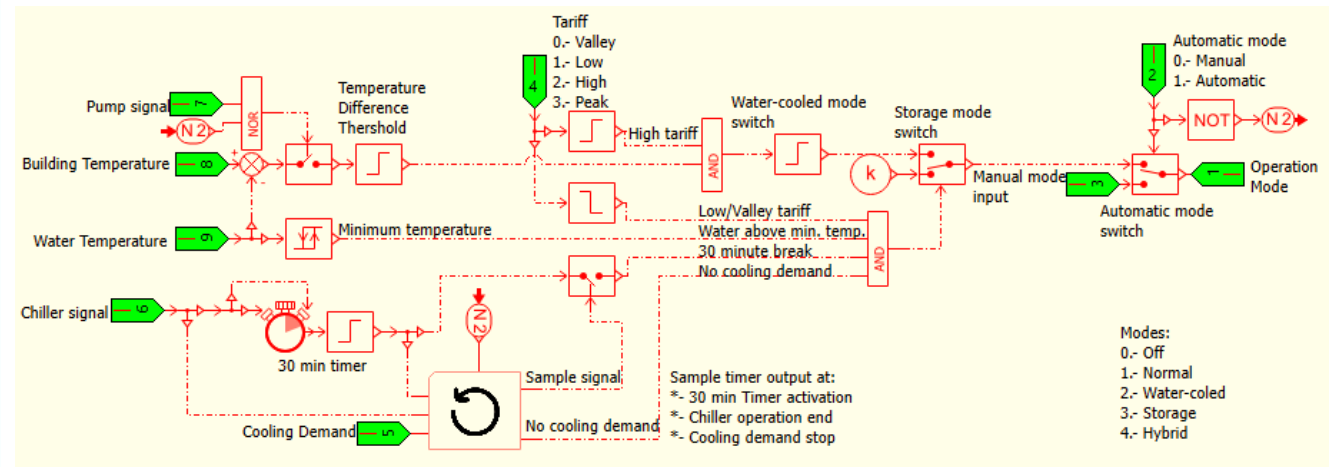 Tariff
0.- Valley
1.- Low
2.- High
3.- Peak
4
Automatic mode
0.- Manual
1.- Automatic
2
Pump signal
7
N 2
NOR
Temperature
Difference
Thershold
High tariff
AND
Water-cooled mode
switch
Storage mode
switch
NOT
N 2
Building Temperature
8
+
-
k
Manual mode
input
3
1
Operation
Mode
Automatic mode
switch
Water Temperature
9
Minimum temperature
Low/Valley tariff
Water above min. temp.
30 minute break
No cooling demand
AND
Chiller signal
6
30 min timer
N 2
Sample signal
No cooling demand
Cooling Demand
5
Sample timer output at:
*- 30 min Timer activation
*- Chiller operation end
*- Cooling demand stop
Modes:
0.- Off
1.- Normal
2.- Water-coled
3.- Storage
4.- Hybrid